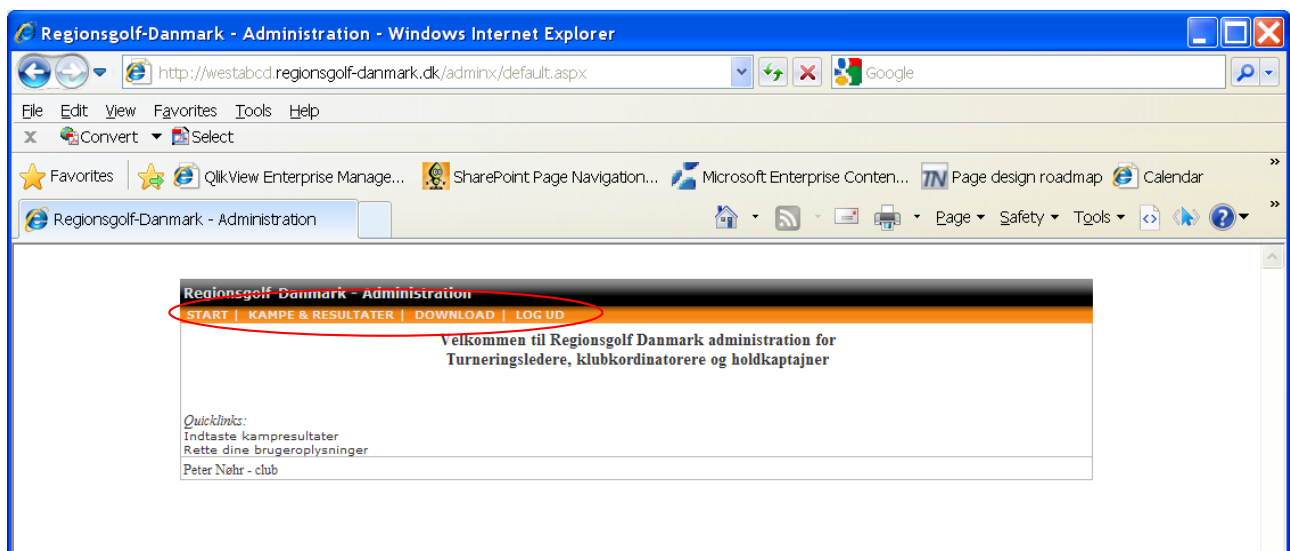 Regionsgolf-Danmark - Administration - Windows Internet Explorer
http://westabcd.regionsgolf-danmark.dk/adminx/default.aspx
Google
File Edit View Favorites Tools Help
x Convert Select
Favorites QlikView Enterprise Manage... SharePoint Page Navigation... Microsoft Enterprise Conten... TN Page design roadmap Calendar »
Regionsgolf-Danmark - Administration Page Safety Tools »
Regionsgolf-Danmark - Administration
START | KAMPE & RESULTATER | DOWNLOAD | LOG UD
Velkommen til Regionsgolf Danmark administration for
Turneringsledere, klubkordinatorere og holdkaptajner
Quicklinks:
Indtaste kampresultater
Rette dine brugeroplysninger
Peter Nøhr - club